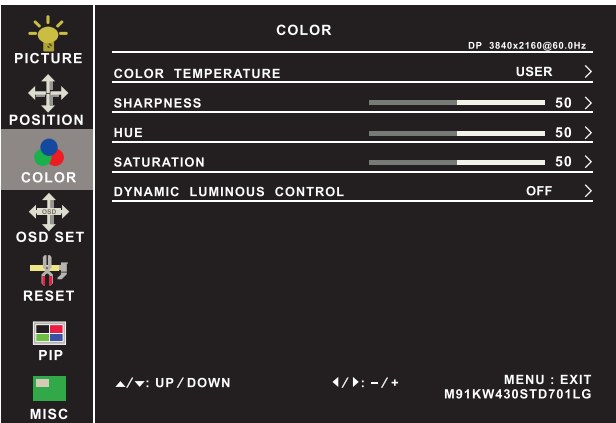 COLOR
DP 3840x2160@60.0Hz
PICTURE
POSITION
COLOR
OSD
OSD SET
RESET
PIP
MISC
COLOR TEMPERATURE USER
SHARPNESS 50
HUE 50
SATURATION 50
DYNAMIC LUMINOUS CONTROL OFF
▲/▼: UP / DOWN ◀/▶: – / + MENU : EXIT
M91KW430STD701LG